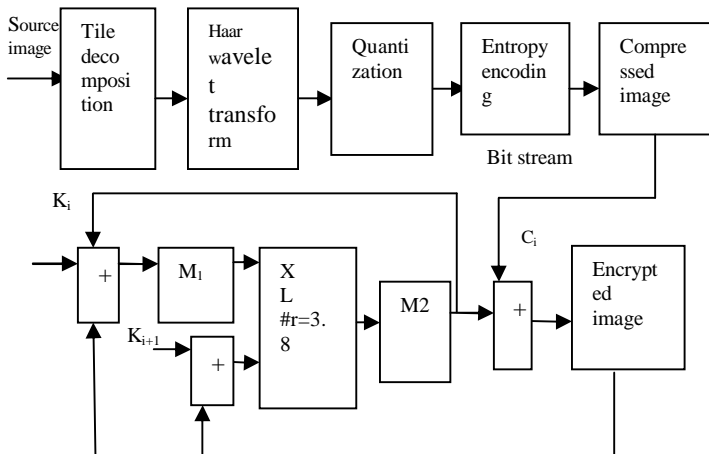 Source
image
Tile
deco
mposi
tion
Haar
wavele
t
transfo
rm
Quanti
zation
Entropy
encodin
g
Compre
ssed
image
Bit stream
Ki
Ci
+
M1
X
L
#r=3.
8
M2
+
Encrypt
ed
image
Ki+1
+